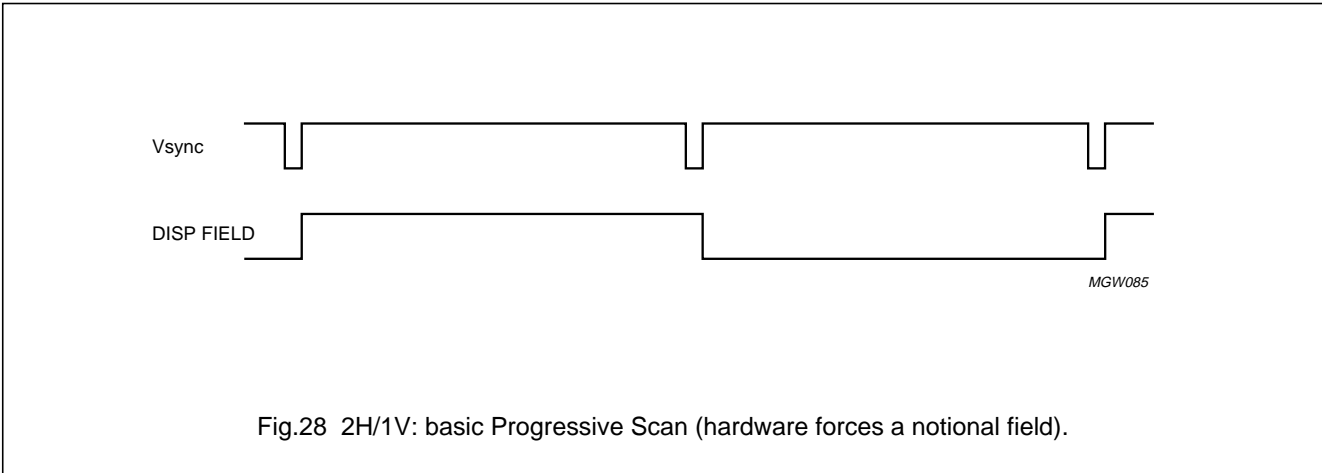 Vsync
DISP FIELD
MGW085
Fig.28 2H/1V: basic Progressive Scan (hardware forces a notional field).